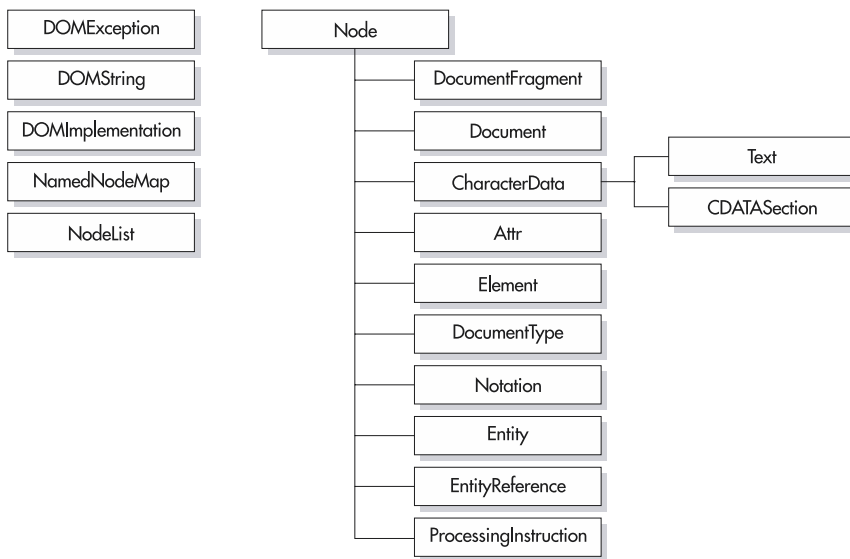 DOMException
DOMString
DOMImplementation
NamedNodeMap
NodeList
Node
DocumentFragment
Document
CharacterData
Text
CDATASection
Attr
Element
DocumentType
Notation
Entity
EntityReference
ProcessingInstruction